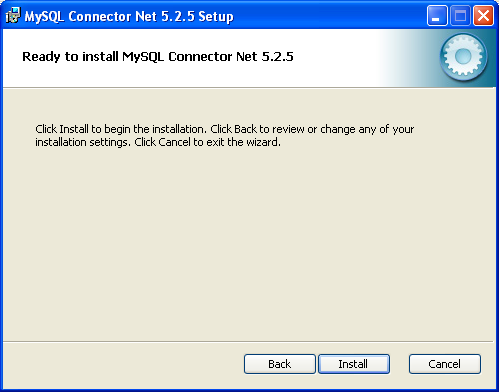 MySQL Connector Net 5.2.5 Setup
Ready to install MySQL Connector Net 5.2.5
Click Install to begin the installation. Click Back to review or change any of your
installation settings. Click Cancel to exit the wizard.
Back
Install
Cancel